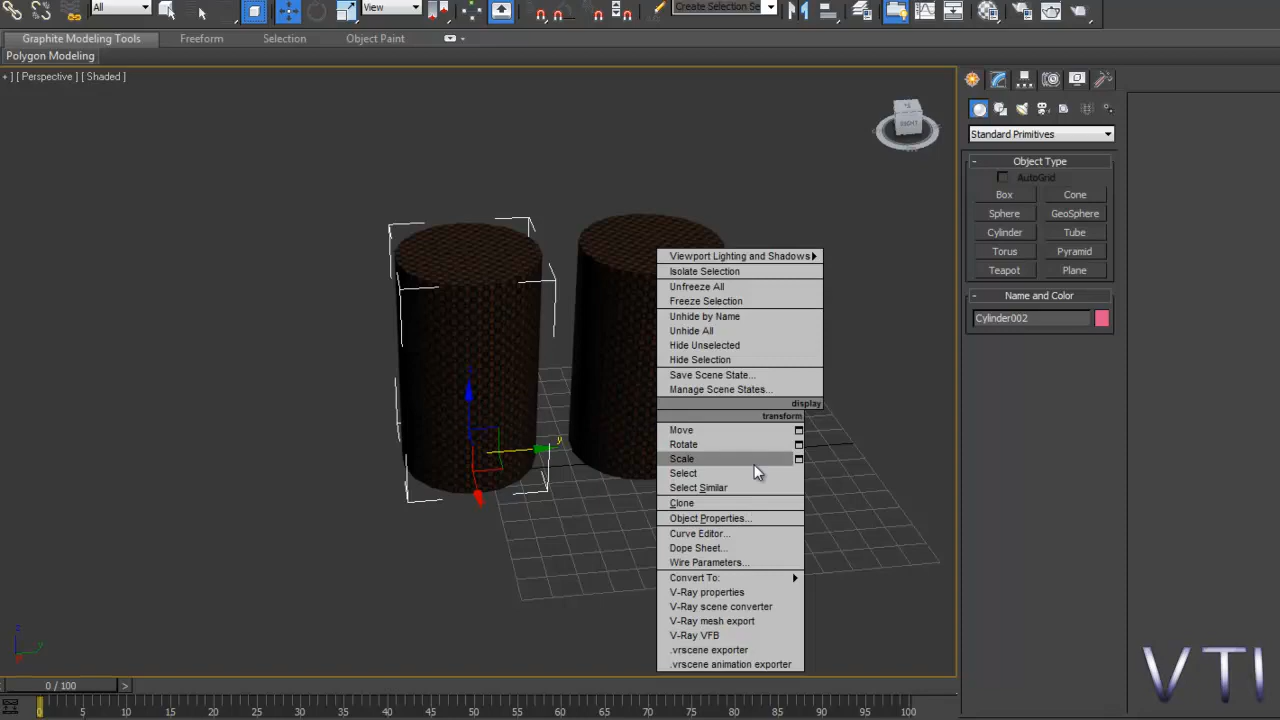 All
View
Create Selection Se
Graphite Modeling Tools
Freeform
Selection
Object Paint
Polygon Modeling
+ ] [ Perspective ] [ Shaded ]
RIGHT
Standard Primitives
- Object Type
AutoGrid
Box
Cone
Sphere
GeoSphere
Cylinder
Tube
Torus
Pyramid
Teapot
Plane
- Name and Color
Cylinder002
Viewport Lighting and Shadows
Isolate Selection
Unfreeze All
Freeze Selection
Unhide by Name
Unhide All
Hide Unselected
Hide Selection
Save Scene State...
Manage Scene States...
display
transform
Move
Rotate
Scale
Select
Select Similar
Clone
Object Properties...
Curve Editor...
Dope Sheet...
Wire Parameters...
Convert To:
V-Ray properties
V-Ray scene converter
V-Ray mesh export
V-Ray VFB
.vrscene exporter
.vrscene animation exporter
y
z
y
VTI
0 / 100 >
0 5 10 15 20 25 30 35 40 45 50 55 60 65 70 75 80 85 90 95 100